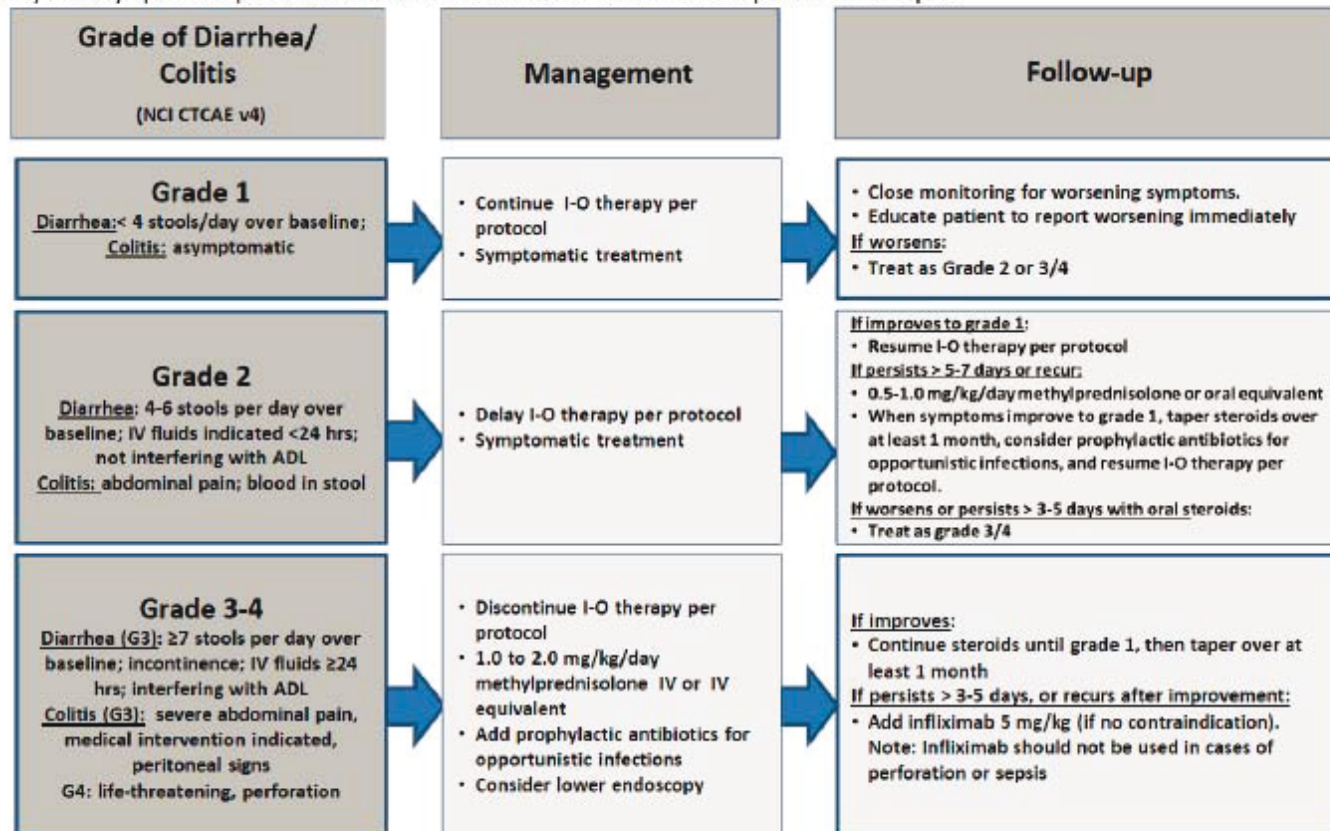 Grade of Diarrhea/
Colitis
(NCI CTCAE v4)
Management
Follow-up
Grade 1
Diarrhea:< 4 stools/day over baseline;
Colitis: asymptomatic
• Continue I-O therapy per
protocol
• Symptomatic treatment
• Close monitoring for worsening symptoms.
• Educate patient to report worsening immediately
If worsens:
• Treat as Grade 2 or 3/4
Grade 2
Diarrhea: 4-6 stools per day over
baseline; IV fluids indicated <24 hrs;
not interfering with ADL
Colitis: abdominal pain; blood in stool
• Delay I-O therapy per protocol
• Symptomatic treatment
If improves to grade 1:
• Resume I-O therapy per protocol
If persists > 5-7 days or recur:
• 0.5-1.0 mg/kg/day methylprednisolone or oral equivalent
• When symptoms improve to grade 1, taper steroids over
at least 1 month, consider prophylactic antibiotics for
opportunistic infections, and resume I-O therapy per
protocol.
If worsens or persists > 3-5 days with oral steroids:
• Treat as grade 3/4
Grade 3-4
Diarrhea (G3): ≥7 stools per day over
baseline; incontinence; IV fluids ≥24
hrs; interfering with ADL
Colitis (G3): severe abdominal pain,
medical intervention indicated,
peritoneal signs
G4: life-threatening, perforation
• Discontinue I-O therapy per
protocol
• 1.0 to 2.0 mg/kg/day
methylprednisolone IV or IV
equivalent
• Add prophylactic antibiotics for
opportunistic infections
• Consider lower endoscopy
If improves:
• Continue steroids until grade 1, then taper over at
least 1 month
If persists > 3-5 days, or recurs after improvement:
• Add infliximab 5 mg/kg (if no contraindication).
Note: Infliximab should not be used in cases of
perforation or sepsis